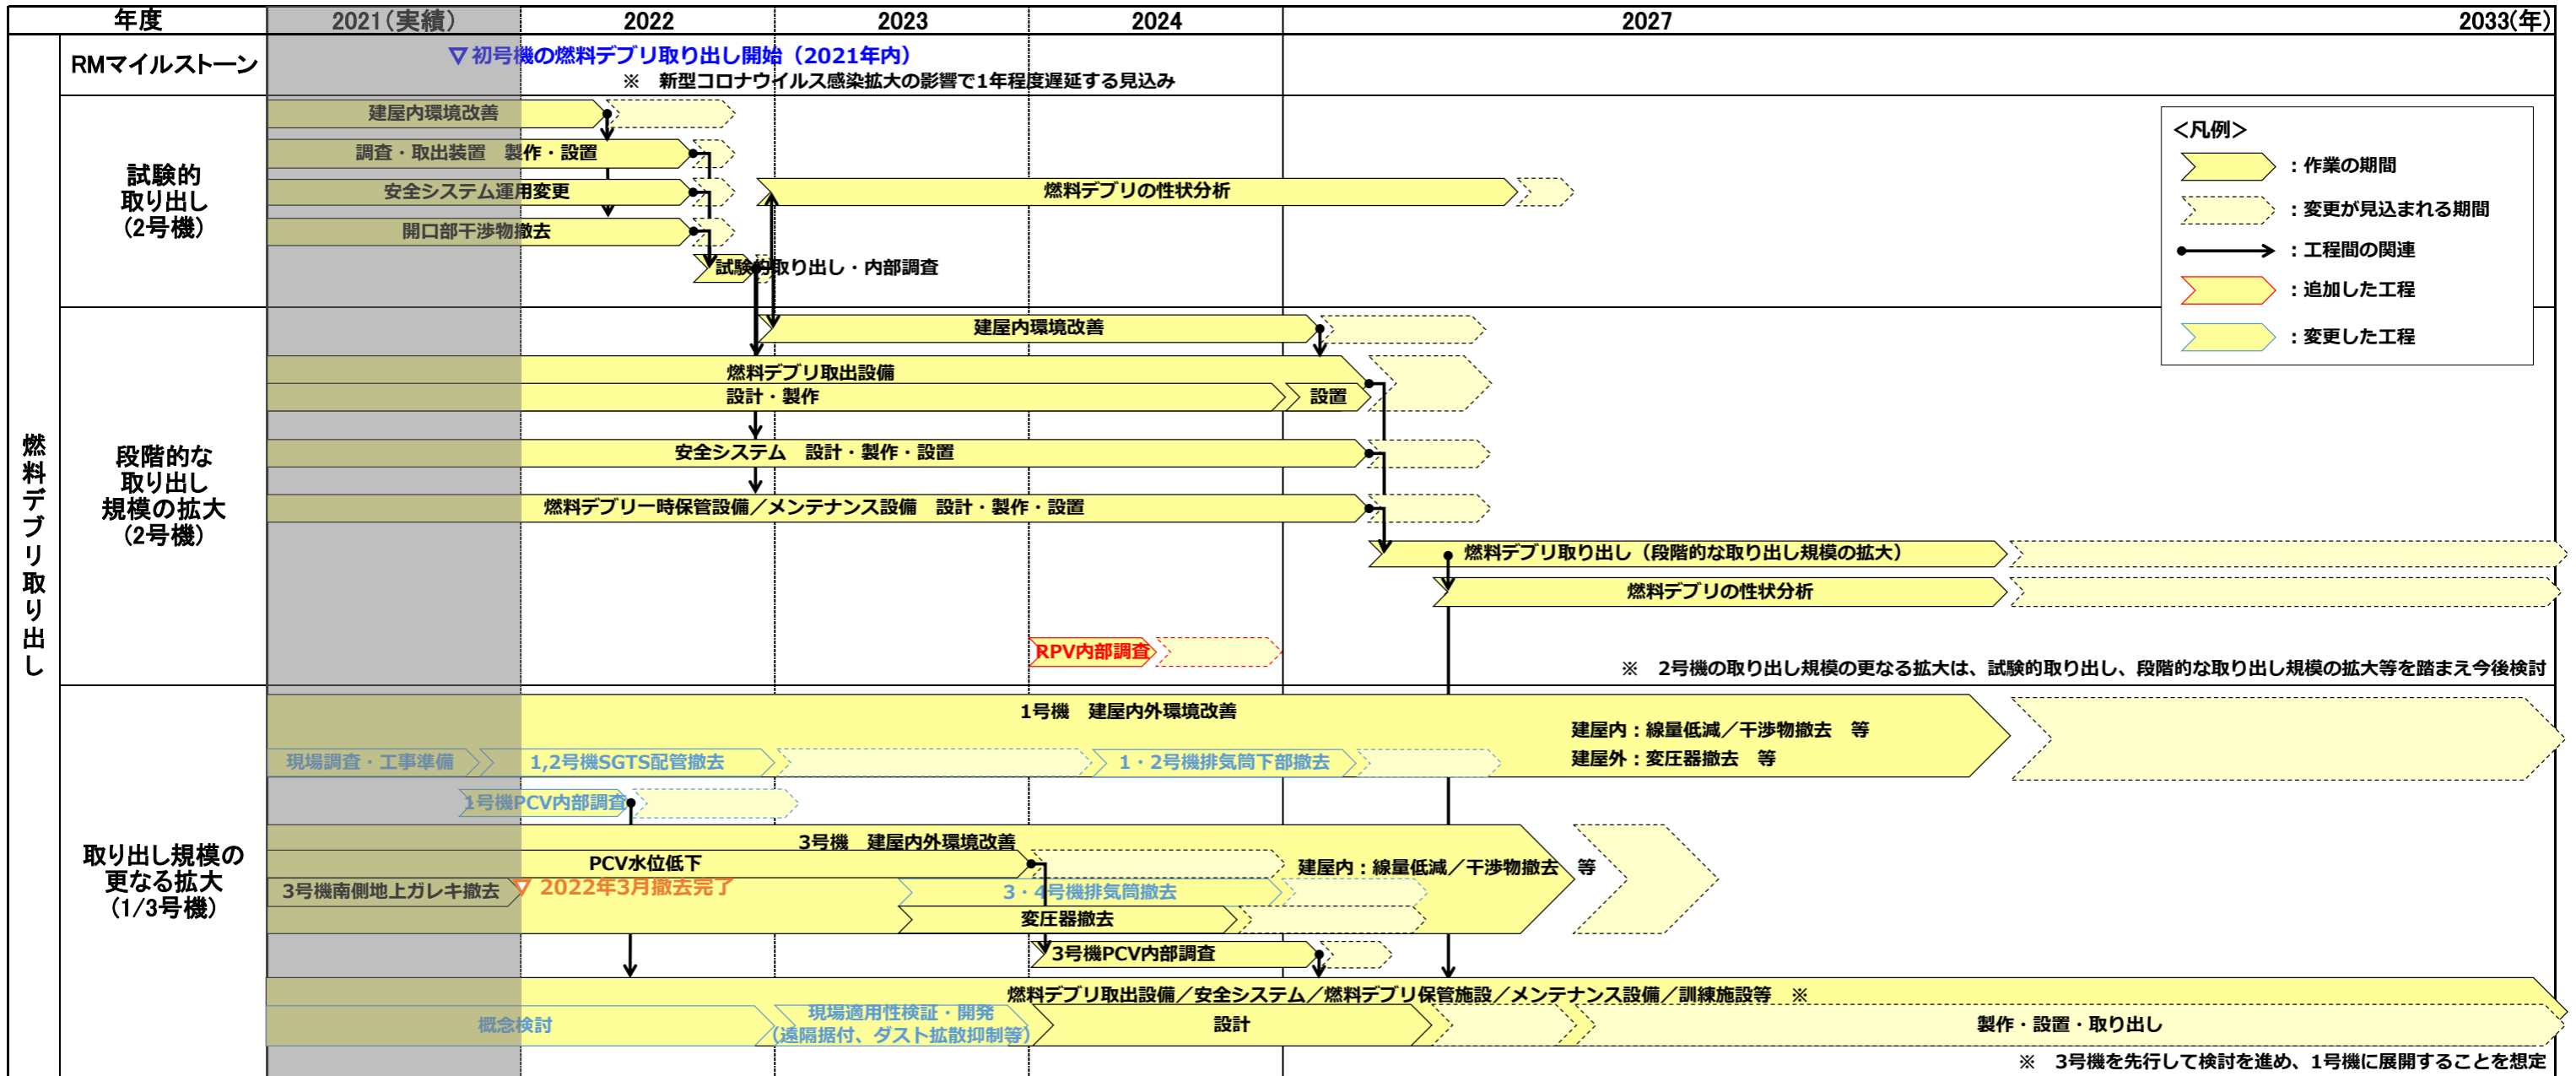 年度
2021(実績)
2022
2023
2024
2027
2033(年)
燃料デブリ取り出し
RMマイルストーン
▽初号機の燃料デブリ取り出し開始（2021年内）
※　新型コロナウイルス感染拡大の影響で1年程度遅延する見込み
試験的
取り出し
(2号機)
建屋内環境改善
調査・取出装置　製作・設置
安全システム運用変更
開口部干渉物撤去
試験的取り出し・内部調査
燃料デブリの性状分析
＜凡例＞
：作業の期間
：変更が見込まれる期間
：工程間の関連
：追加した工程
：変更した工程
段階的な
取り出し
規模の拡大
(2号機)
建屋内環境改善
燃料デブリ取出設備
設計・製作
設置
安全システム　設計・製作・設置
燃料デブリ一時保管設備／メンテナンス設備　設計・製作・設置
燃料デブリ取り出し（段階的な取り出し規模の拡大）
燃料デブリの性状分析
RPV内部調査
※　2号機の取り出し規模の更なる拡大は、試験的取り出し、段階的な取り出し規模の拡大等を踏まえ今後検討
取り出し規模の
更なる拡大
(1/3号機)
1号機　建屋内外環境改善
建屋内：線量低減／干渉物撤去　等
建屋外：変圧器撤去　等
現場調査・工事準備
1,2号機SGTS配管撤去
1・2号機排気筒下部撤去
1号機PCV内部調査
3号機　建屋内外環境改善
PCV水位低下
建屋内：線量低減／干渉物撤去　等
3号機南側地上ガレキ撤去
▽ 2022年3月撤去完了
3・4号機排気筒撤去
変圧器撤去
3号機PCV内部調査
燃料デブリ取出設備／安全システム／燃料デブリ保管施設／メンテナンス設備／訓練施設等　※
概念検討
現場適用性検証・開発
（遠隔据付、ダスト拡散抑制等）
設計
製作・設置・取り出し
※　3号機を先行して検討を進め、1号機に展開することを想定